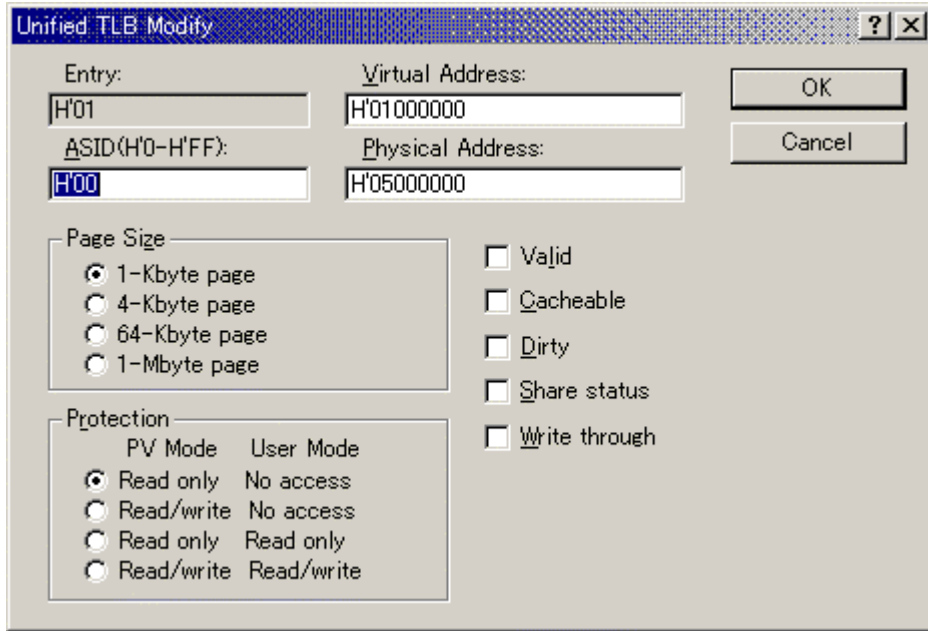 Unified TLB Modify
Entry:
H'01
Virtual Address:
H'01000000
OK
ASID(H'0-H'FF):
H'00
Physical Address:
H'05000000
Cancel
Page Size
1-Kbyte page
4-Kbyte page
64-Kbyte page
1-Mbyte page
Valid
Cacheable
Dirty
Share status
Write through
Protection
PV Mode User Mode
Read only No access
Read/write No access
Read only Read only
Read/write Read/write